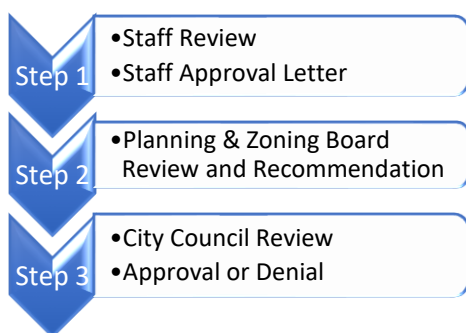 Step 1
•Staff Review
•Staff Approval Letter
Step 2
•Planning & Zoning Board
Review and Recommendation
Step 3
•City Council Review
•Approval or Denial